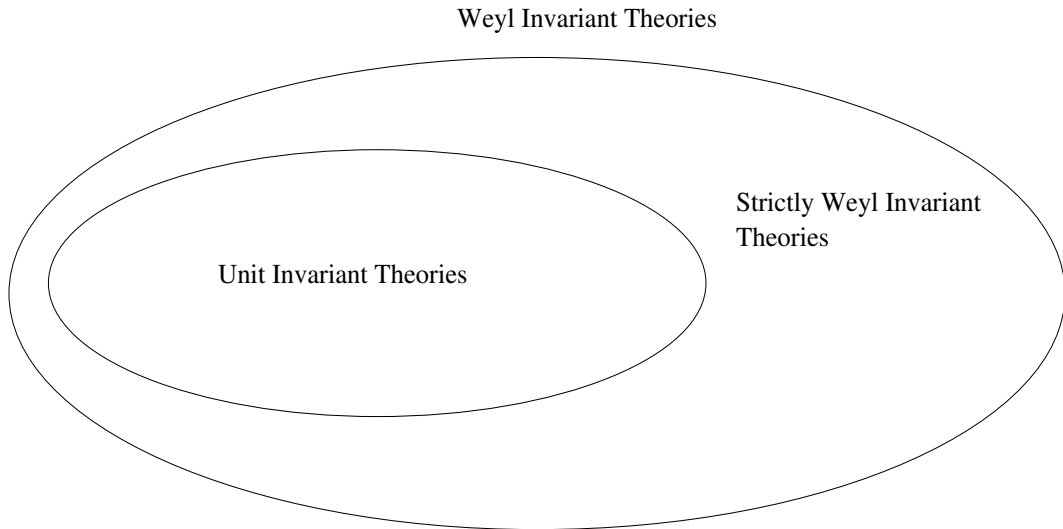 Weyl Invariant Theories
Strictly Weyl Invariant
Theories
Unit Invariant Theories